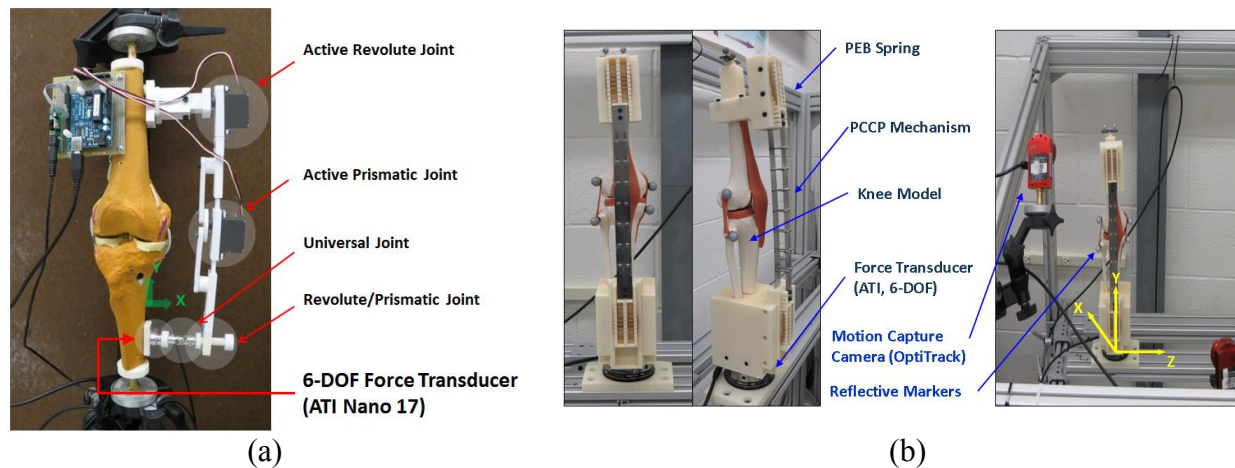 Active Revolute Joint
Active Prismatic Joint
Universal Joint
Revolute/Prismatic Joint
6-DOF Force Transducer
(ATI Nano 17)
Y
X
(a)
PEB Spring
PCCP Mechanism
Knee Model
Force Transducer
(ATI, 6-DOF)
Motion Capture
Camera (OptiTrack)
Reflective Markers
Y
X
Z
(b)